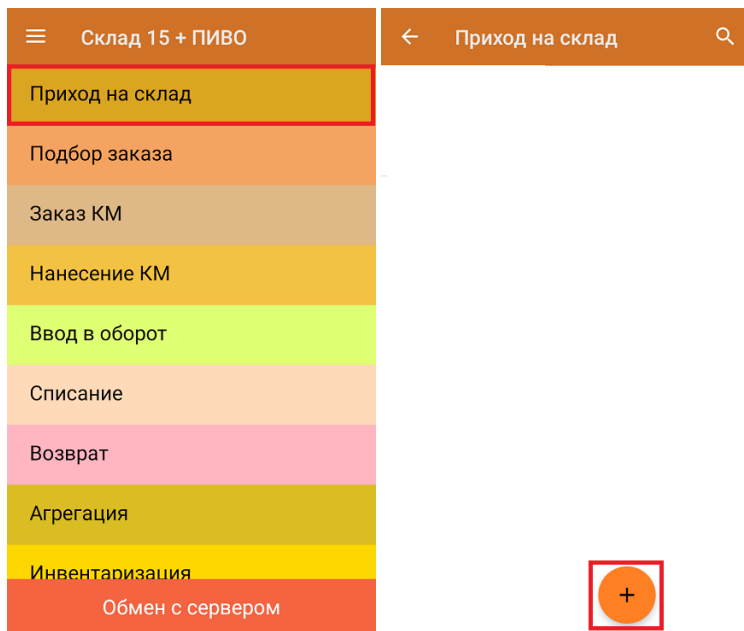 Склад 15 + ПИВО
Приход на склад
Подбор заказа
Заказ КМ
Нанесение КМ
Ввод в оборот
Списание
Возврат
Агрегация
Инвентаризация
Обмен с сервером
Приход на склад
+